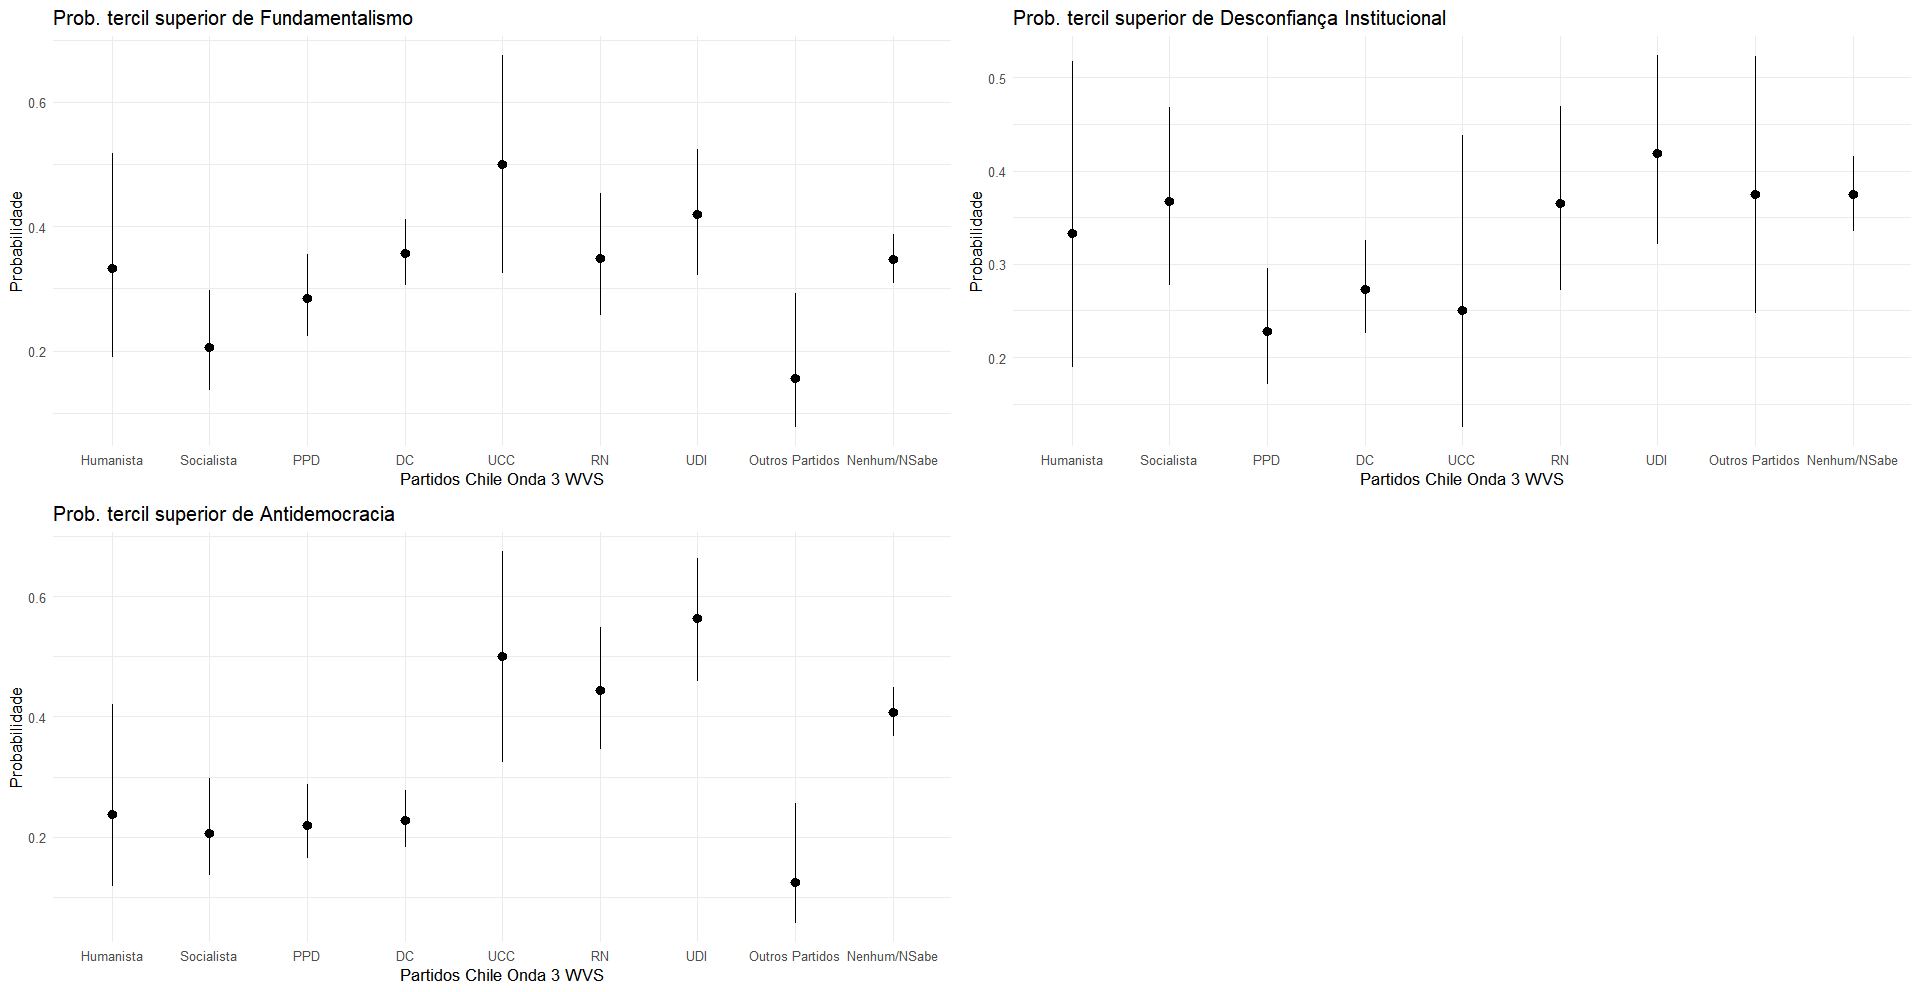 Prob. tercil superior de Fundamentalismo
Probabilidade
0.6
0.4
0.2
Humanista Socialista PPD DC UCC RN UDI Outros Partidos Nenhum/NSabe
Partidos Chile Onda 3 WVS
Prob. tercil superior de Desconfiança Institucional
Probabilidade
0.5
0.4
0.3
0.2
Humanista Socialista PPD DC UCC RN UDI Outros Partidos Nenhum/NSabe
Partidos Chile Onda 3 WVS
Prob. tercil superior de Antidemocracia
Probabilidade
0.6
0.4
0.2
Humanista Socialista PPD DC UCC RN UDI Outros Partidos Nenhum/NSabe
Partidos Chile Onda 3 WVS